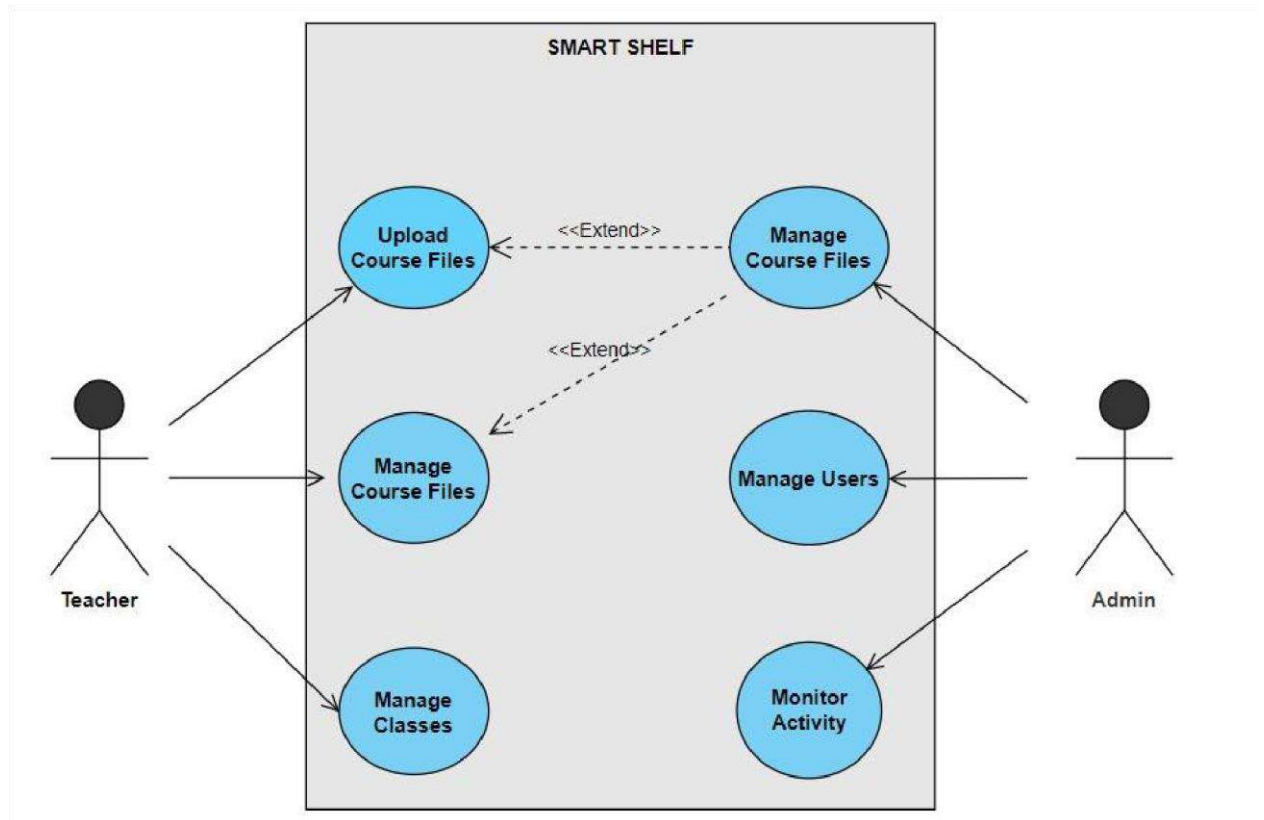 SMART SHELF
Upload
Course Files
<<Extend>>
Manage
Course Files
<<Extend>>
Manage
Course Files
Manage Users
Teacher
Admin
Manage
Classes
Monitor
Activity